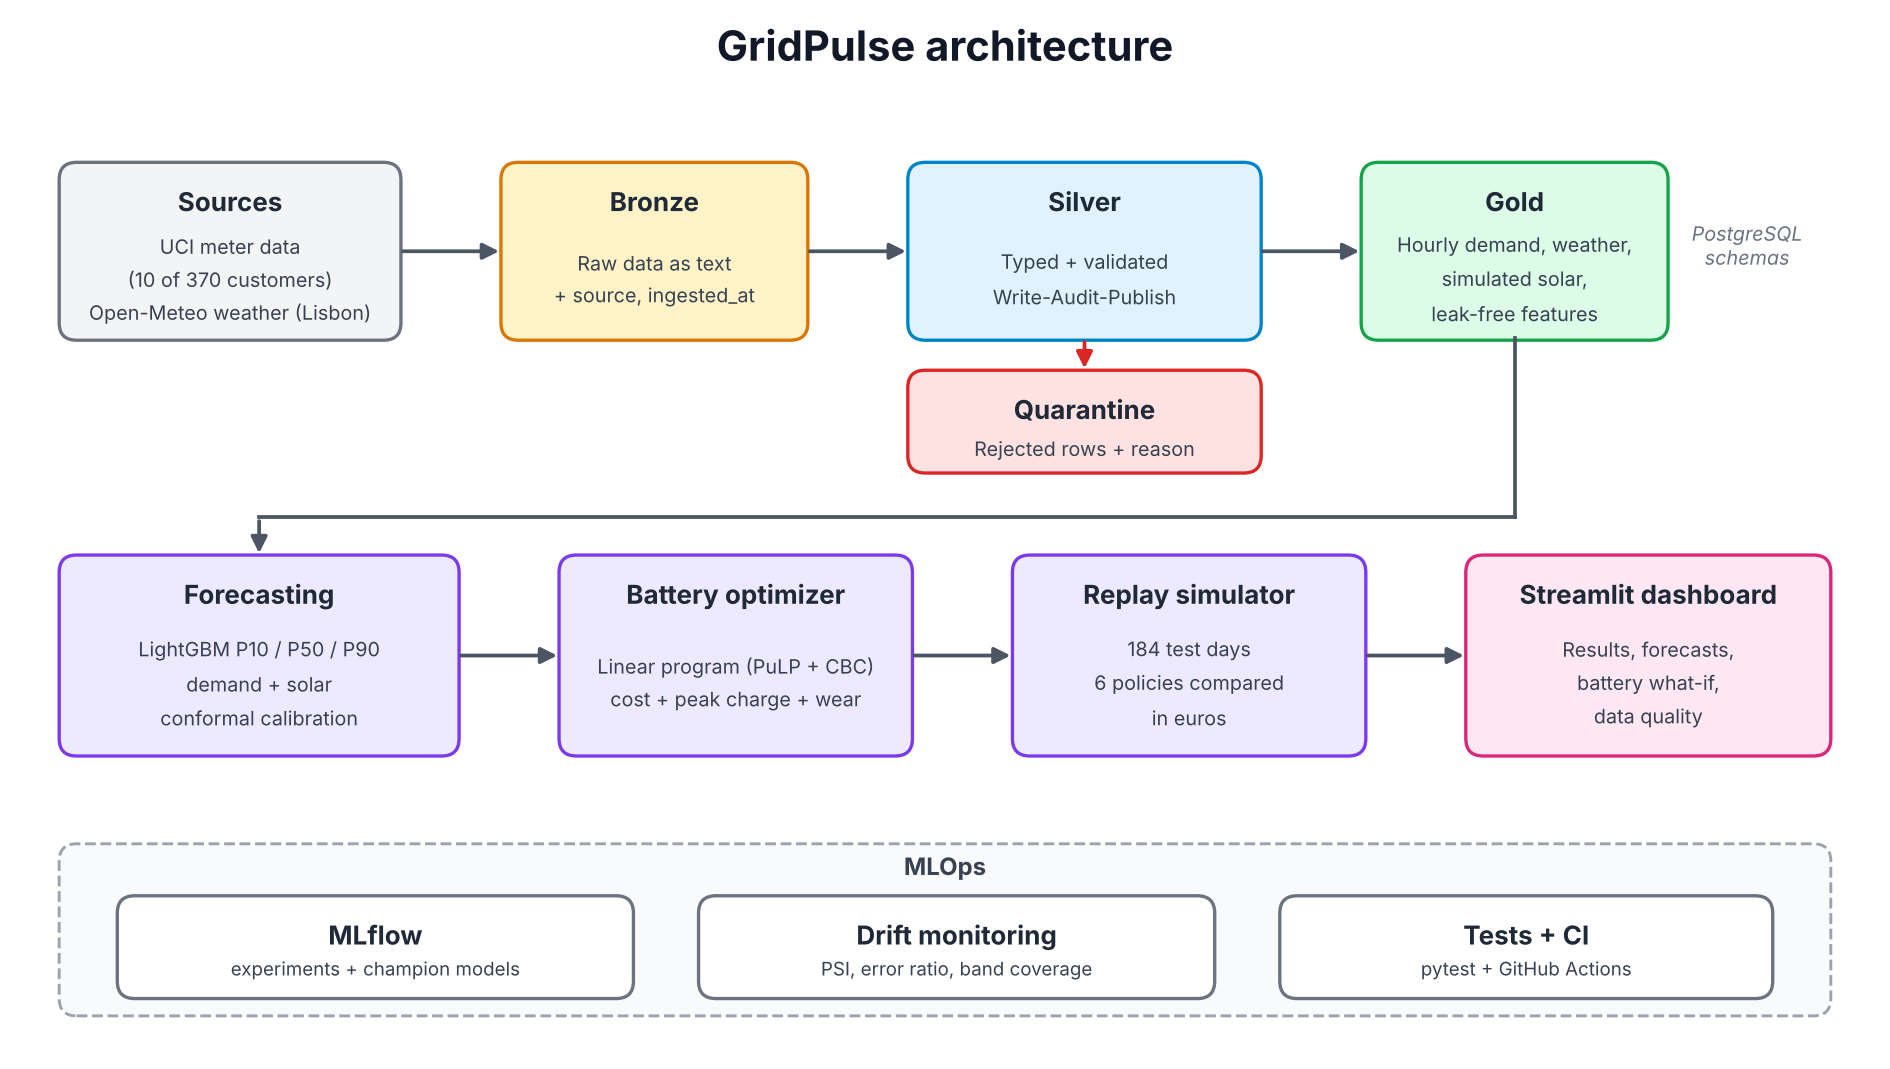 GridPulse architecture
Sources
UCI meter data
(10 of 370 customers)
Open-Meteo weather (Lisbon)
Bronze
Raw data as text
+ source, ingested_at
Silver
Typed + validated
Write-Audit-Publish
Gold
Hourly demand, weather,
simulated solar,
leak-free features
PostgreSQL
schemas
Quarantine
Rejected rows + reason
Forecasting
LightGBM P10 / P50 / P90
demand + solar
conformal calibration
Battery optimizer
Linear program (PuLP + CBC)
cost + peak charge + wear
Replay simulator
184 test days
6 policies compared
in euros
Streamlit dashboard
Results, forecasts,
battery what-if,
data quality
MLOps
MLflow
experiments + champion models
Drift monitoring
PSI, error ratio, band coverage
Tests + CI
pytest + GitHub Actions